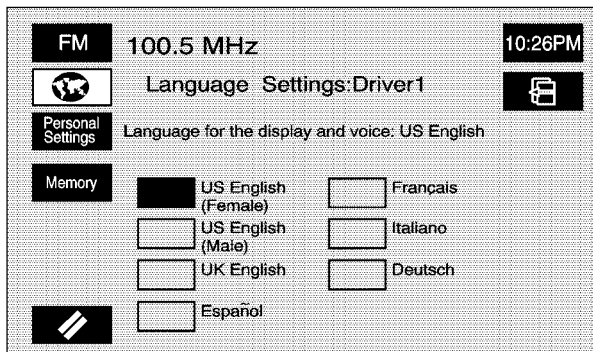 FM
100.5 MHz
10:26PM
Language Settings:Driver1
Personal
Settings
Language for the display and voice: US English
Memory
US English
(Female)
Français
US English
(Maie)
Italiano
UK English
Deutsch
Español